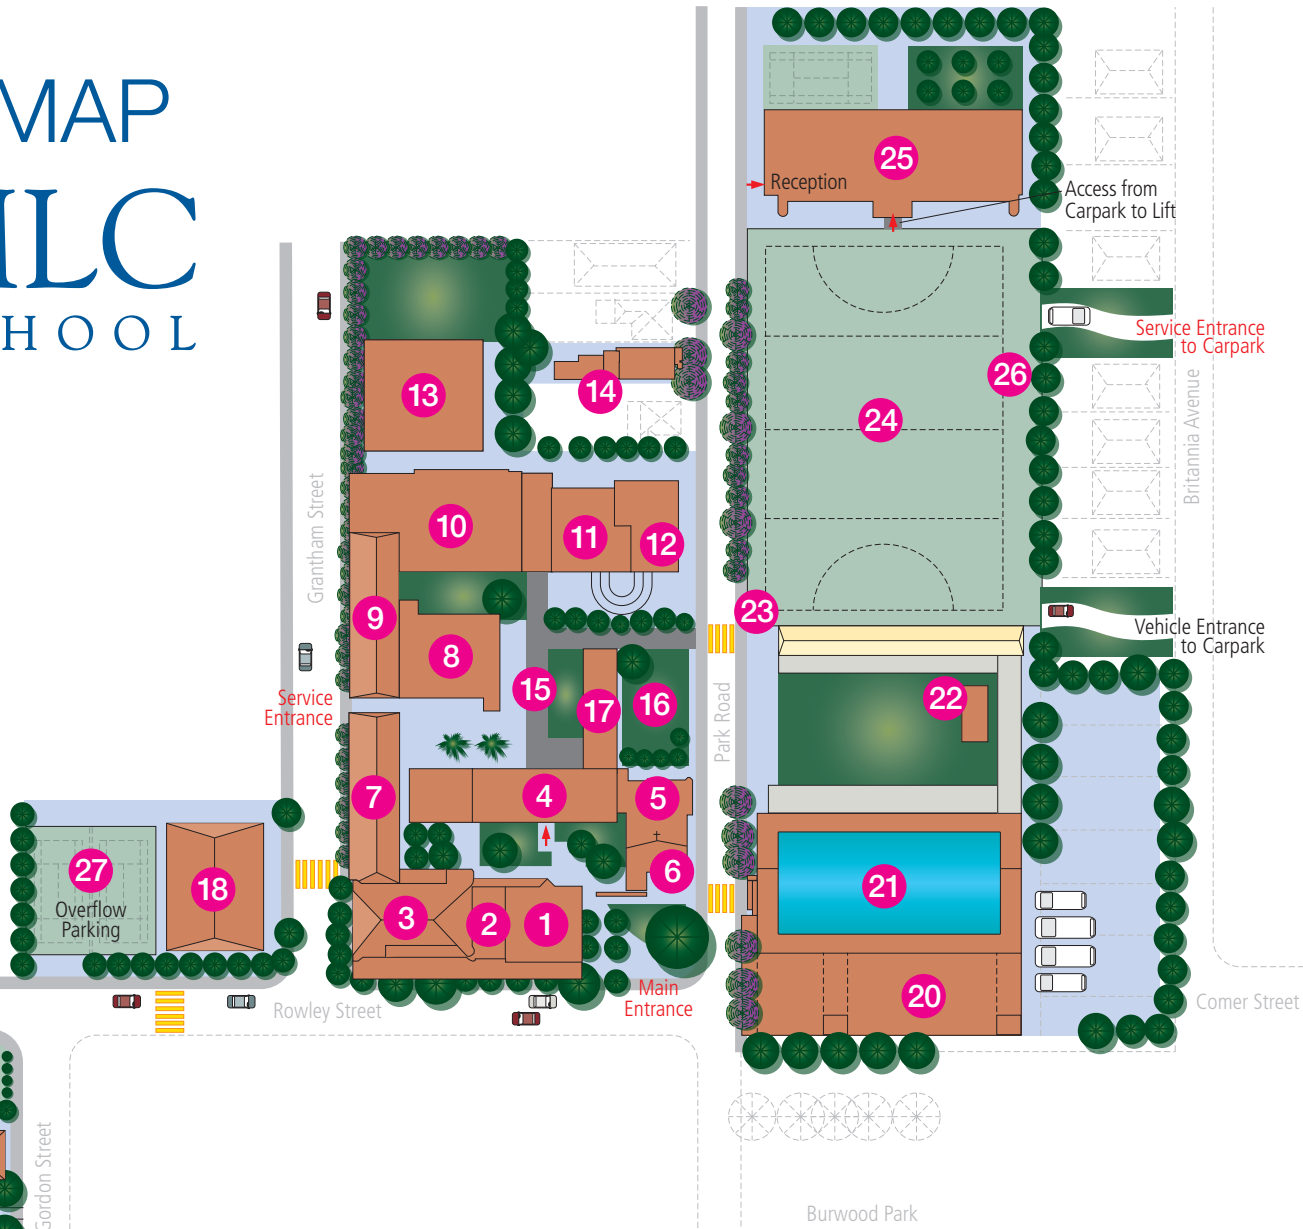 MAP
MLC
HOOL
25
Reception
Access from
Carpark to Lift
Service Entrance
to Carpark
26
24
13
14
Britannia Avenue
Grantham Street
10
11
12
9
8
23
Vehicle Entrance
to Carpark
15
17
16
22
Park Road
Service
Entrance
7
4
5
6
27
Overflow
Parking
18
21
3
2
1
20
Main
Entrance
Rowley Street
Comer Street
Gordon Street
Burwood Park